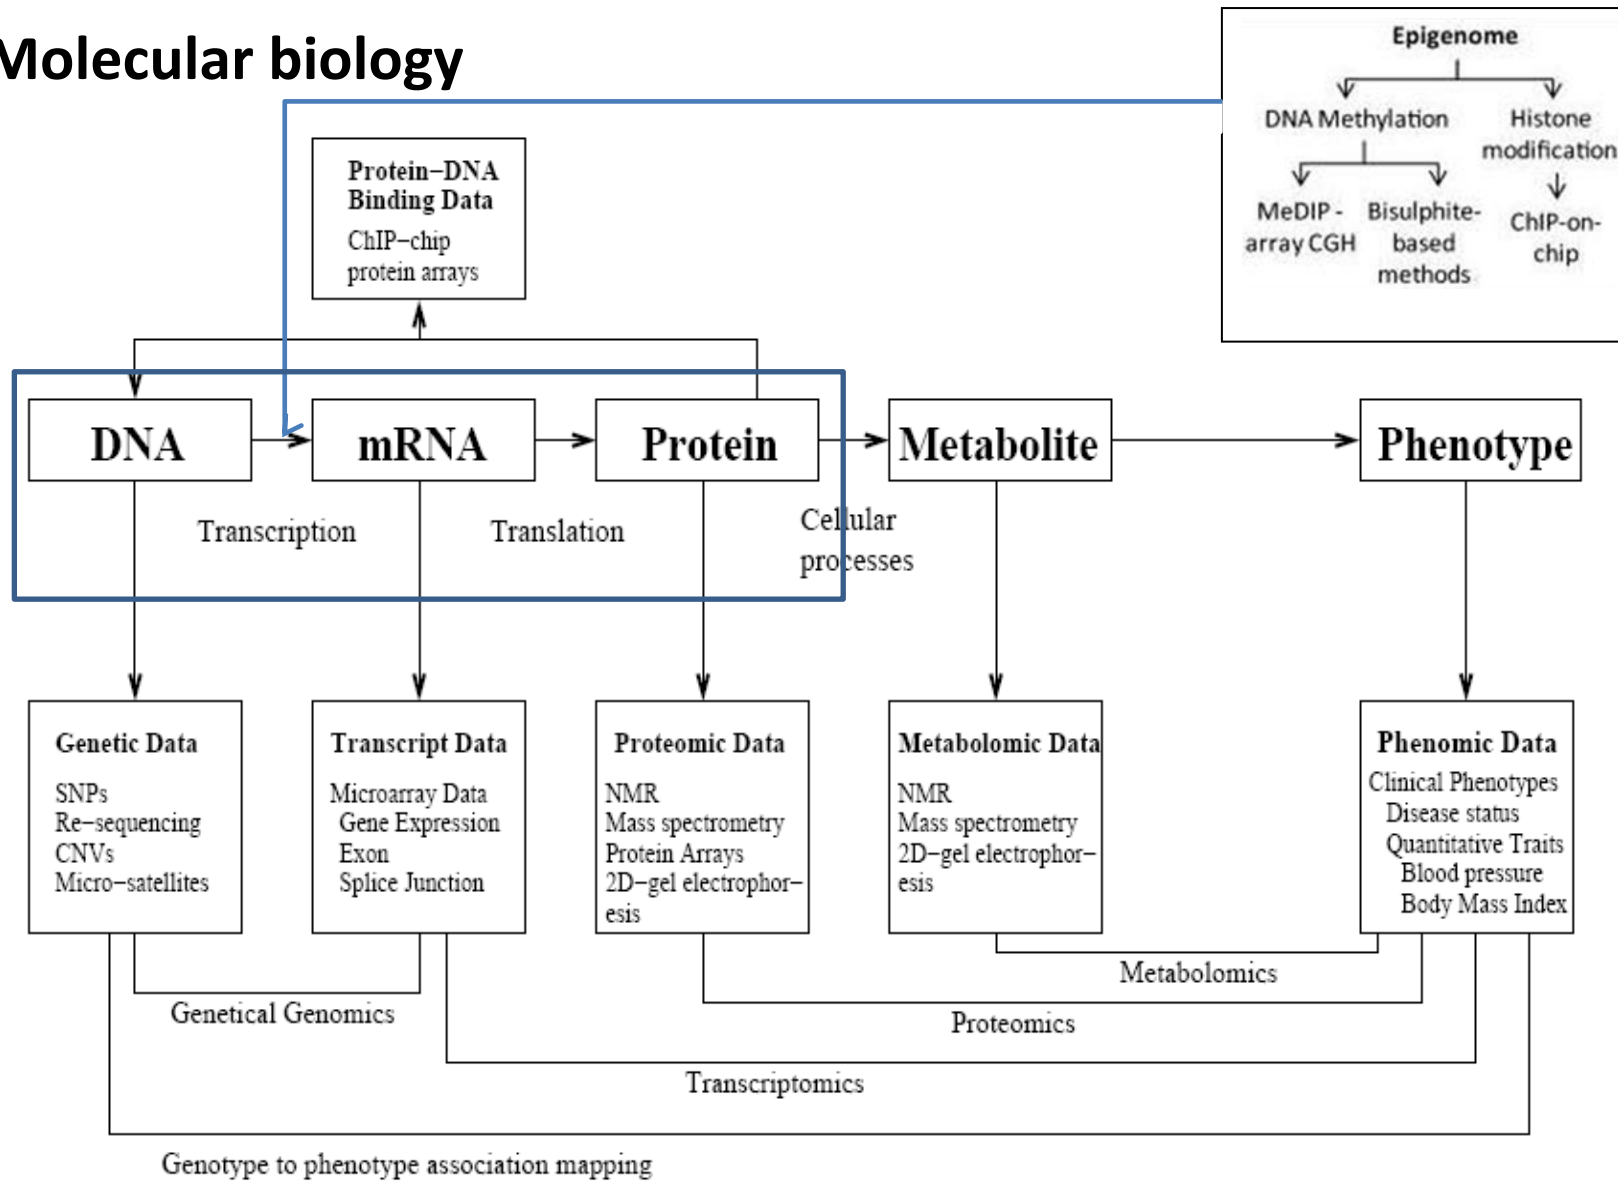 Molecular biology
Epigenome
DNA Methylation
Histone
modification
MeDIP -
array CGH
Bisulphite-
based
methods
ChIP-on-
chip
Protein−DNA
Binding Data
ChIP−chip
protein arrays
DNA
mRNA
Protein
Metabolite
Phenotype
Transcription
Translation
Cellular
processes
Genetic Data
SNPs
Re−sequencing
CNVs
Micro−satellites
Transcript Data
Microarray Data
Gene Expression
Exon
Splice Junction
Proteomic Data
NMR
Mass spectrometry
Protein Arrays
2D−gel electrophor−
esis
Metabolomic Data
NMR
Mass spectrometry
2D−gel electrophor−
esis
Phenomic Data
Clinical Phenotypes
Disease status
Quantitative Traits
Blood pressure
Body Mass Index
Metabolomics
Genetical Genomics
Proteomics
Transcriptomics
Genotype to phenotype association mapping